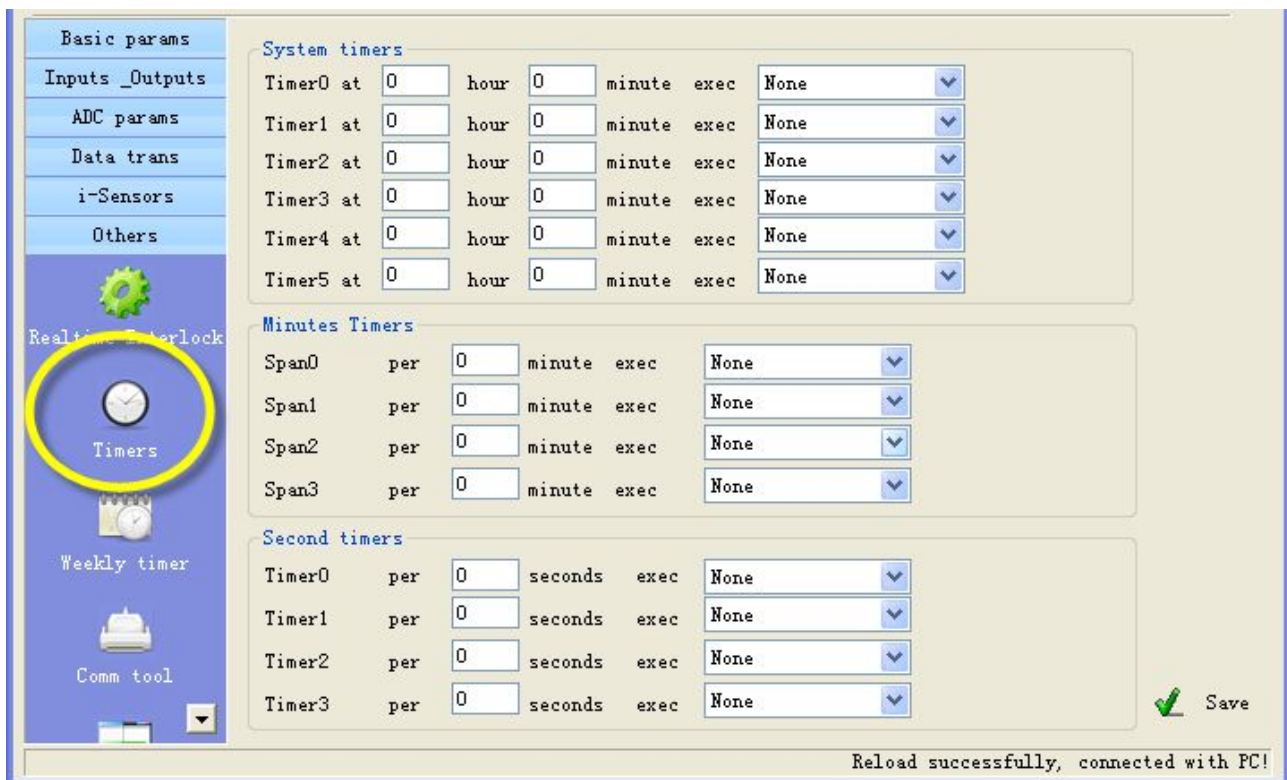 Basic params
Inputs _Outputs
ADC params
Data trans
i-Sensors
Others
Realtime Interlock
Timers
Weekly timer
Comm tool
System timers
Timer0 at 0 hour 0 minute exec None
Timer1 at 0 hour 0 minute exec None
Timer2 at 0 hour 0 minute exec None
Timer3 at 0 hour 0 minute exec None
Timer4 at 0 hour 0 minute exec None
Timer5 at 0 hour 0 minute exec None
Minutes Timers
Span0 per 0 minute exec None
Span1 per 0 minute exec None
Span2 per 0 minute exec None
Span3 per 0 minute exec None
Second timers
Timer0 per 0 seconds exec None
Timer1 per 0 seconds exec None
Timer2 per 0 seconds exec None
Timer3 per 0 seconds exec None
Save
Reload successfully, connected with PC!